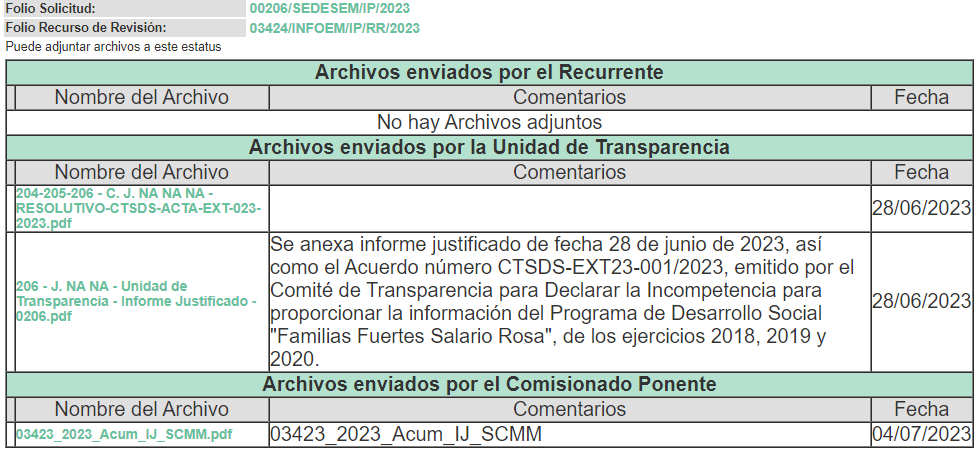 Folio Solicitud: 00206/SEDESEM/IP/2023
Folio Recurso de Revisión: 03424/INFOEM/IP/RR/2023
Puede adjuntar archivos a este estatus
Archivos enviados por el Recurrente
Nombre del Archivo Comentarios Fecha
No hay Archivos adjuntos
Archivos enviados por la Unidad de Transparencia
Nombre del Archivo Comentarios Fecha
204-205-206 - C. J. NA NA NA -
RESOLUTIVO-CTSDS-ACTA-EXT-023-
2023.pdf
28/06/2023
206 - J. NA NA - Unidad de
Transparencia - Informe Justificado -
0206.pdf
Se anexa informe justificado de fecha 28 de junio de 2023, así
como el Acuerdo número CTSDS-EXT23-001/2023, emitido por el
Comité de Transparencia para Declarar la Incompetencia para
proporcionar la información del Programa de Desarrollo Social
"Familias Fuertes Salario Rosa", de los ejercicios 2018, 2019 y
2020.
28/06/2023
Archivos enviados por el Comisionado Ponente
Nombre del Archivo Comentarios Fecha
03423_2023_Acum_IJ_SCMM.pdf 03423_2023_Acum_IJ_SCMM 04/07/2023